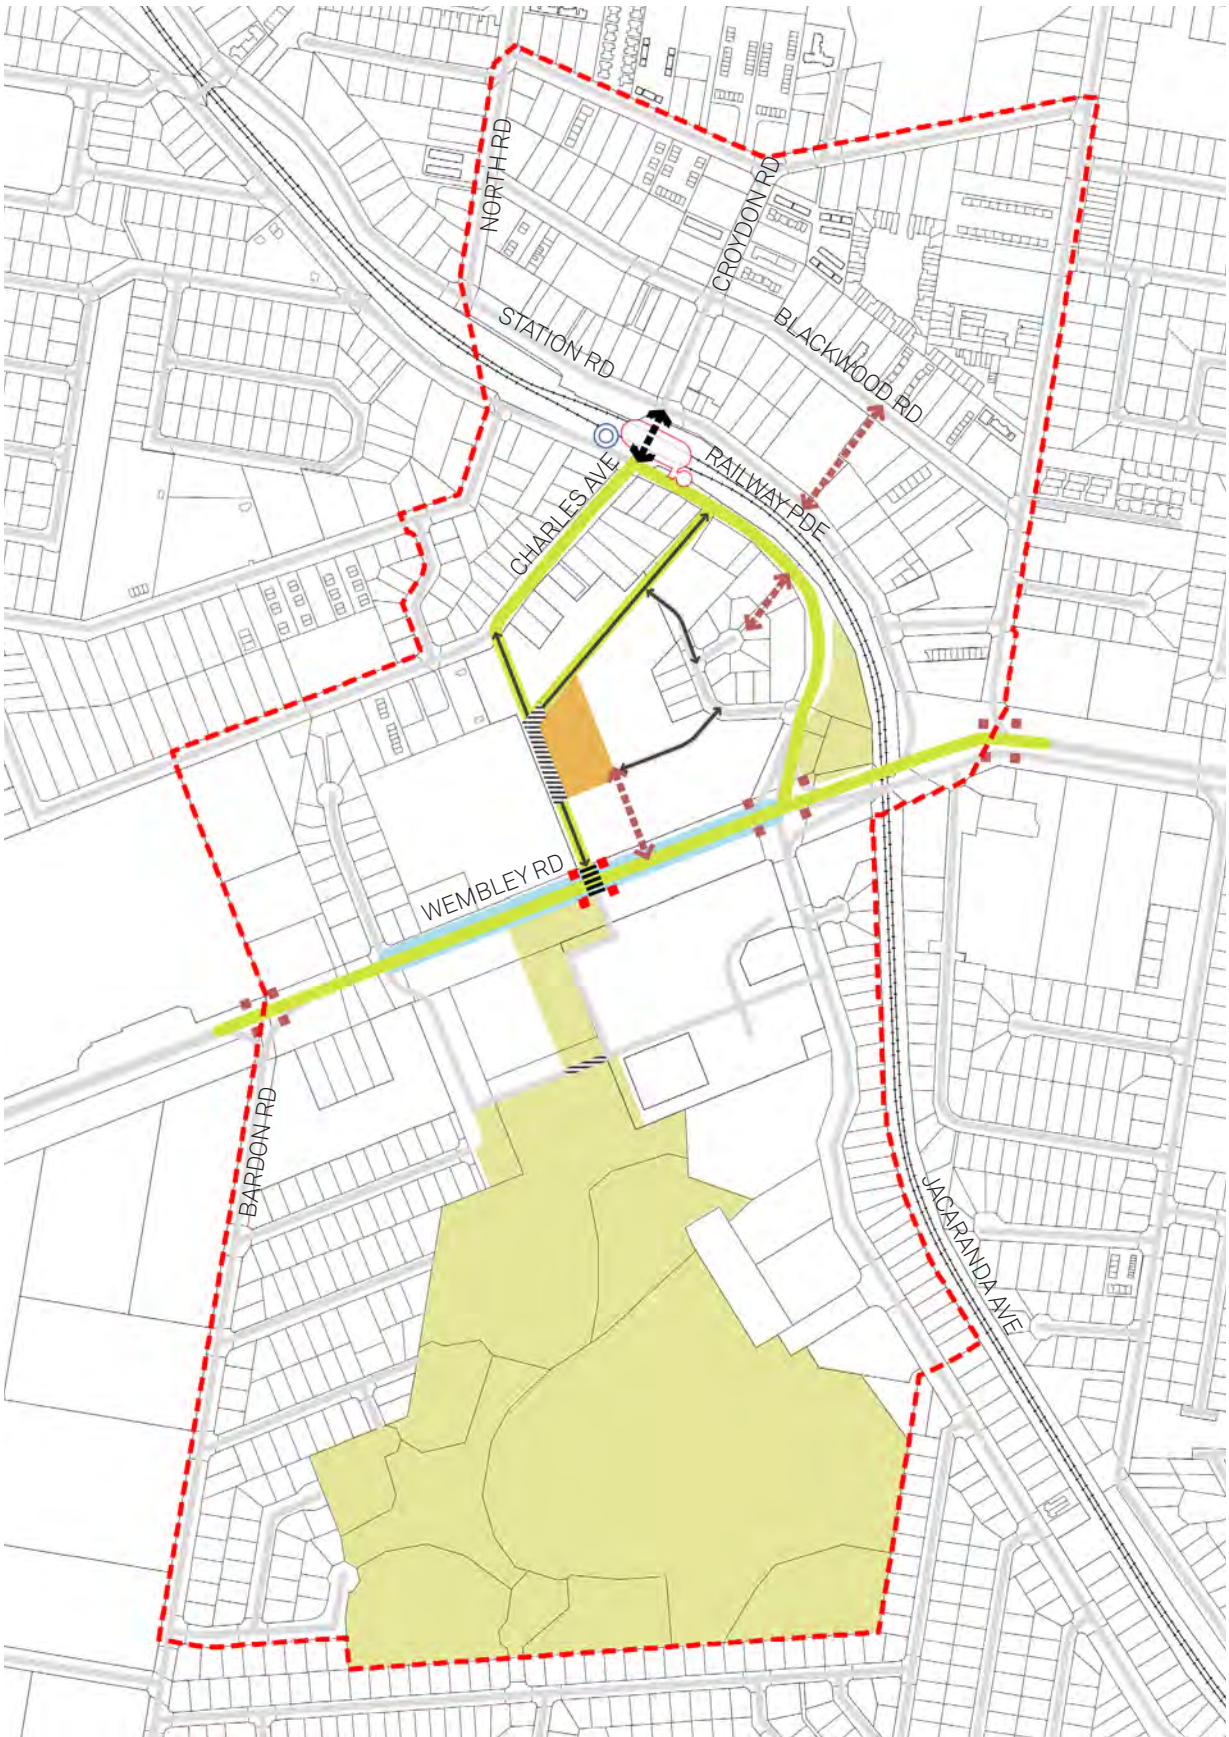 NORTH RD
CROYDON RD
STATION RD
BLACKWOOD RD
RAILWAY PDE
CHARLES AVE
WEMBLEY RD
BARDON RD
JACARANDA AVE